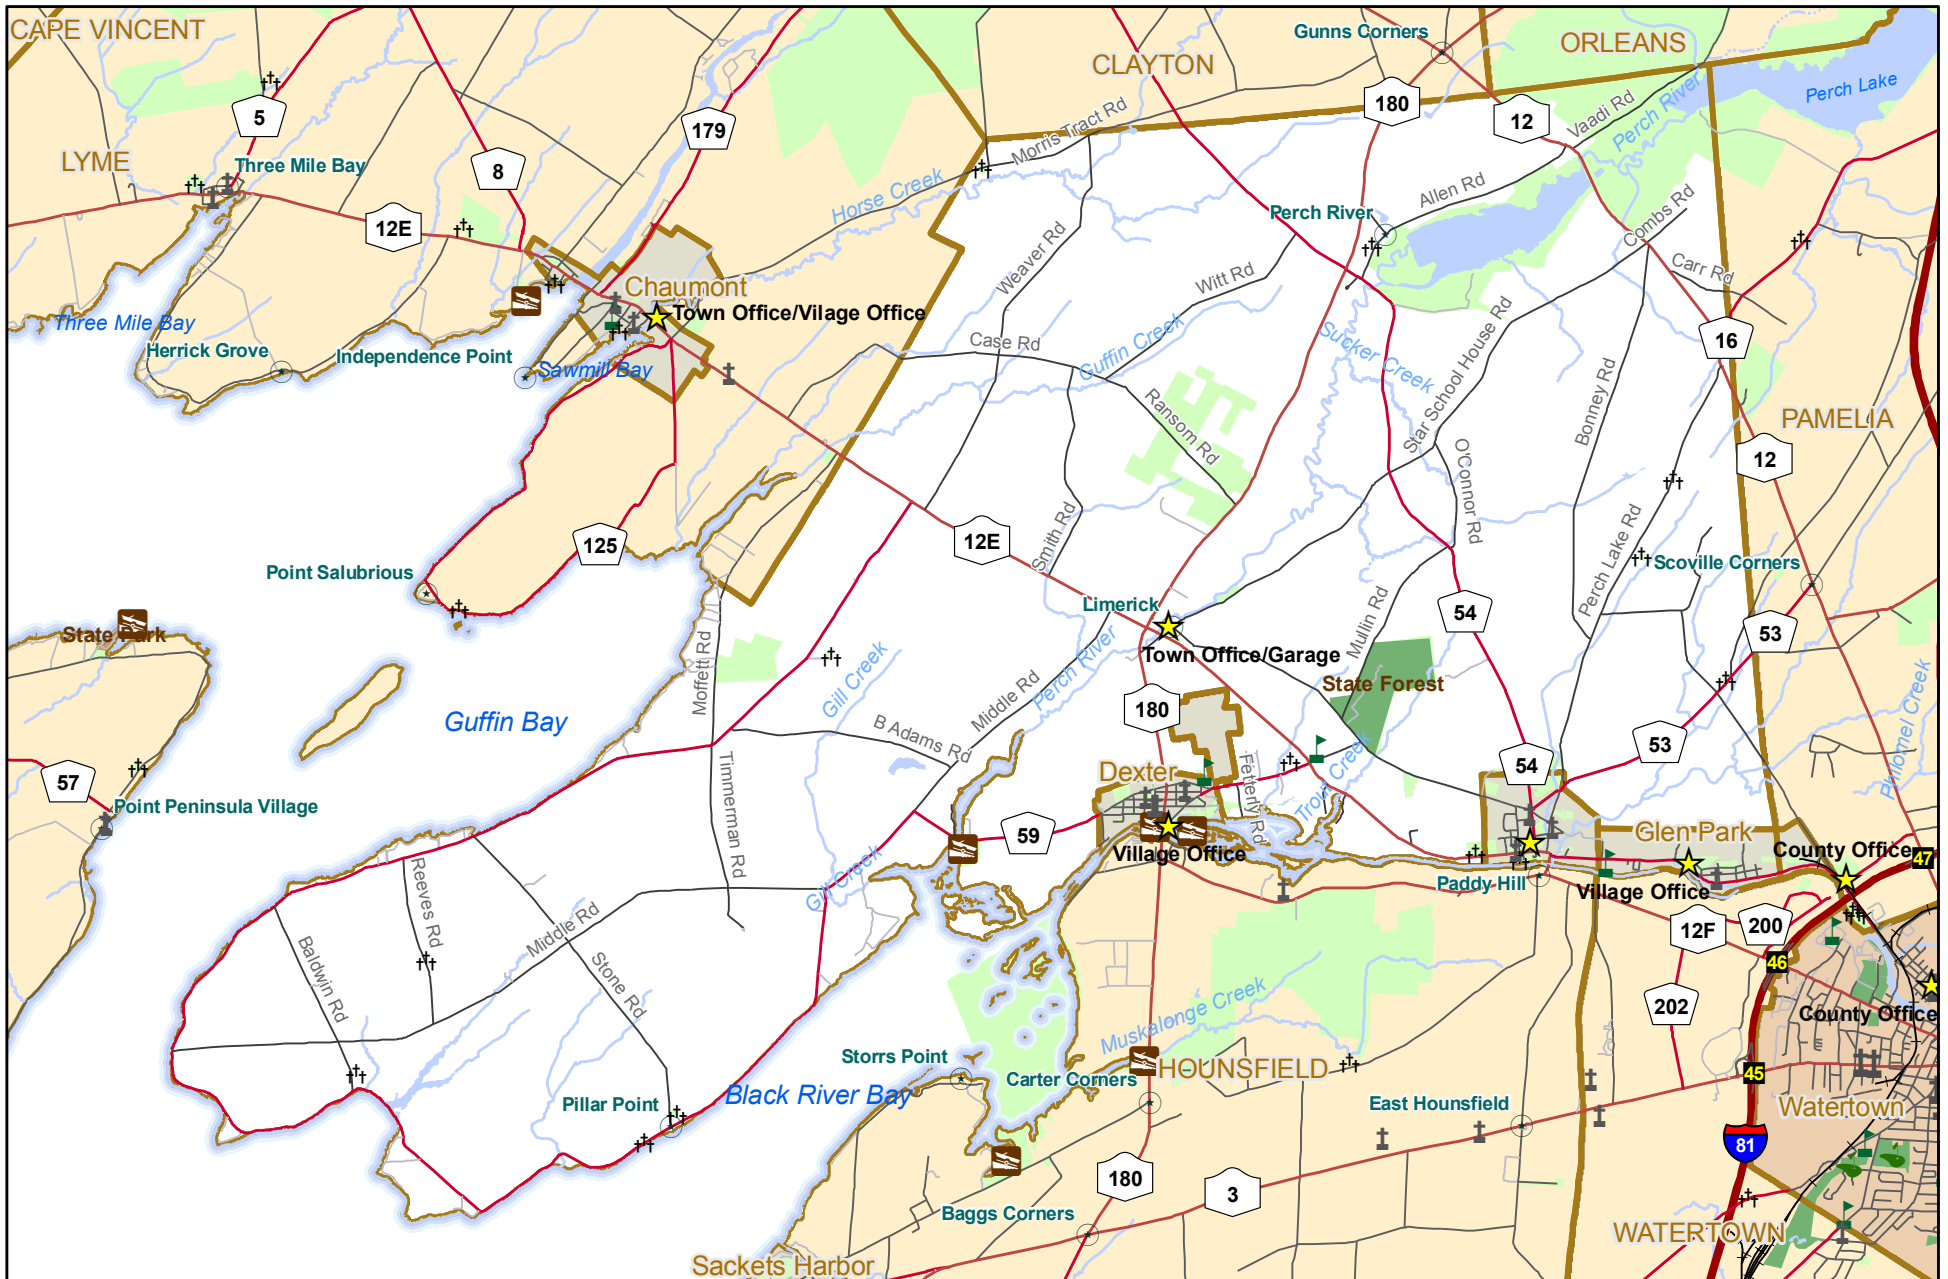 CAPE VINCENT
Gunns Corners
ORLEANS
CLAYTON
Perch Lake
5
179
180
12
Vaadi Rd
Perch River
Morris Tract Rd
LYME
Three Mile Bay
8
Horse Creek
Allen Rd
12E
Perch River
Combs Rd
Weaver Rd
Witt Rd
Carr Rd
Chaumont
Town Office/Vilage Office
Three Mile Bay
Herrick Grove
Independence Point
Sawmill Bay
Case Rd
Guffin Creek
Sucker Creek
Star School House Rd
16
Bonney Rd
Ransom Rd
PAMELIA
O'Connor Rd
12
125
12E
Smith Rd
Perch Lake Rd
Scoville Corners
Point Salubrious
Limerick
Mullin Rd
54
53
State Park
Town Office/Garage
Moffett Rd
Gill Creek
Middle Rd
Perch River
State Forest
Philomel Creek
Guffin Bay
180
B Adams Rd
53
57
Dexter
Fetterly Rd
Trout Creek
54
Point Peninsula Village
Timmerman Rd
59
Glen Park
Village Office
County Office
47
Reeves Rd
Gill Creek
Paddy Hill
Village Office
Middle Rd
12F
200
Baldwin Rd
Stone Rd
46
Muskalonge Creek
202
County Office
Storrs Point
Carter Corners
HOUNSFIELD
45
Pillar Point
Black River Bay
East Hounsfield
Watertown
81
180
3
Baggs Corners
WATERTOWN
Sackets Harbor